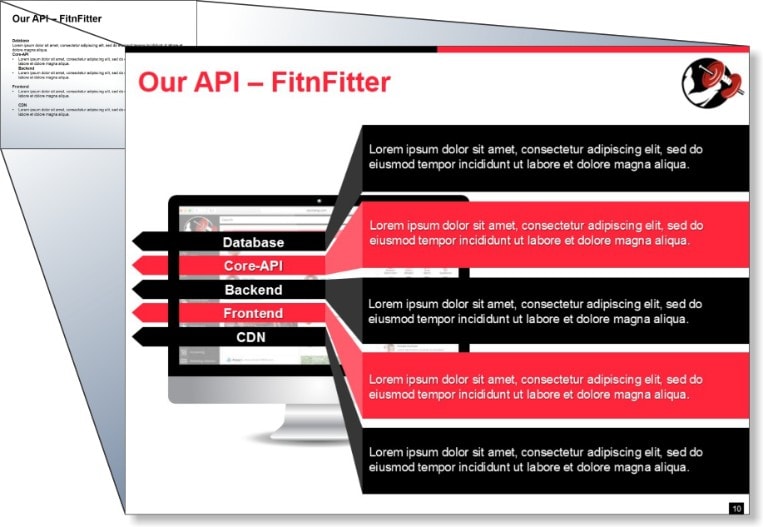 Our API – FitnFitter
Database
Lorem ipsum dolor sit amet, consectetur adipiscing elit, sed do eiusmod tempor incididunt ut labore et
dolore magna aliqua.
Core-API
Lorem ipsum dolor sit amet, consectetur adipiscing elit, sed do
labore et dolore magna aliqua.
Backend
Lorem ipsum dolor sit amet, consectetur adipiscing elit, sed do
labore et dolore magna aliqua.
Frontend
Lorem ipsum dolor sit amet, consectetur adipiscing elit, sed do
labore et dolore magna aliqua.
CDN
Lorem ipsum dolor sit amet, consectetur adipiscing elit, sed do
labore et dolore magna aliqua.
Our API – FitnFitter
Lorem ipsum dolor sit amet, consectetur adipiscing elit, sed do
eiusmod tempor incididunt ut labore et dolore magna aliqua.
Database
Lorem ipsum dolor sit amet, consectetur adipiscing elit, sed do
eiusmod tempor incididunt ut labore et dolore magna aliqua.
Core-API
Backend
Lorem ipsum dolor sit amet, consectetur adipiscing elit, sed do
eiusmod tempor incididunt ut labore et dolore magna aliqua.
Frontend
CDN
Lorem ipsum dolor sit amet, consectetur adipiscing elit, sed do
eiusmod tempor incididunt ut labore et dolore magna aliqua.
Lorem ipsum dolor sit amet, consectetur adipiscing elit, sed do
eiusmod tempor incididunt ut labore et dolore magna aliqua.
10